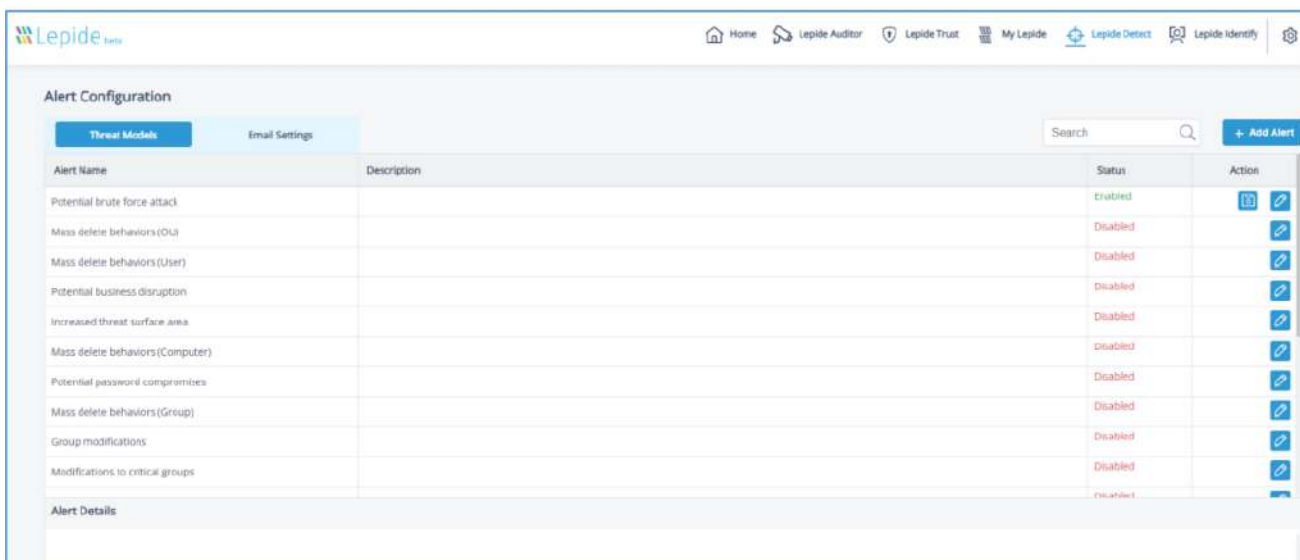 Lepide beta
Home Lepide Auditor Lepide Trust My Lepide Lepide Detect Lepide Identify
Alert Configuration
Threat Models Email Settings Search + Add Alert
Alert Name Description Status Action
Potential brute force attack Enabled
Mass delete behaviors (OU) Disabled
Mass delete behaviors (User) Disabled
Potential business disruption Disabled
Increased threat surface area Disabled
Mass delete behaviors (Computer) Disabled
Potential password compromises Disabled
Mass delete behaviors (Group) Disabled
Group modifications Disabled
Modifications to critical groups Disabled
Disabled
Alert Details